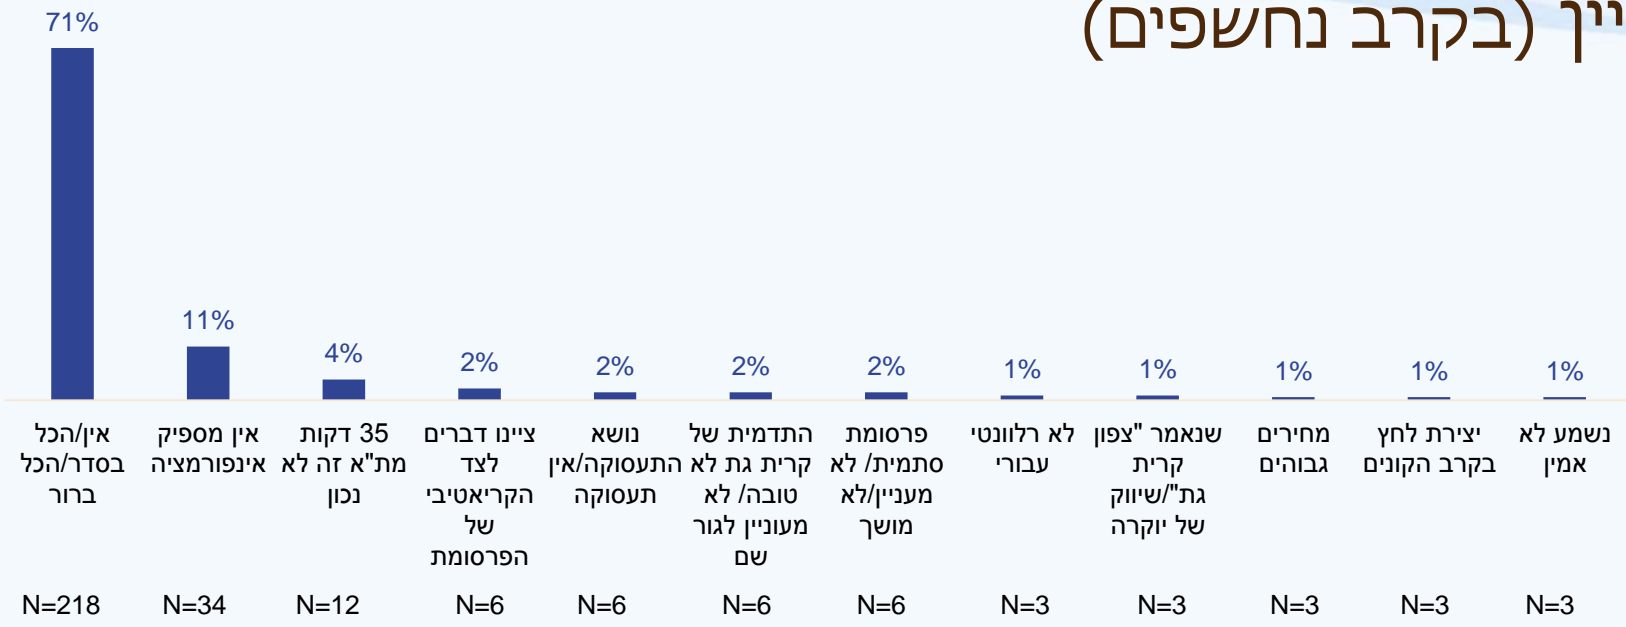 יין (בקרב נחשפים)
71%
11%
4%
2%
2%
2%
2%
1%
1%
1%
1%
1%
אין/הכל
בסדר/הכל
ברור
אין מספיק
אינפורמציה
35 דקות
מת"א זה לא
נכון
ציינו דברים
לצד
הקריאטיבי
של
הפרסומת
נושא
התעסוקה/אין
תעסוקה
התדמית של
קרית גת לא
טובה/ לא
מעוניין לגור
שם
פרסומת
סתמית/ לא
מעניין/לא
מושך
לא רלוונטי
עבורי
שנאמר "צפון
קרית
גת"/שיווק
של יוקרה
מחירים
גבוהים
יצירת לחץ
בקרב הקונים
נשמע לא
אמין
N=218
N=34
N=12
N=6
N=6
N=6
N=6
N=3
N=3
N=3
N=3
N=3